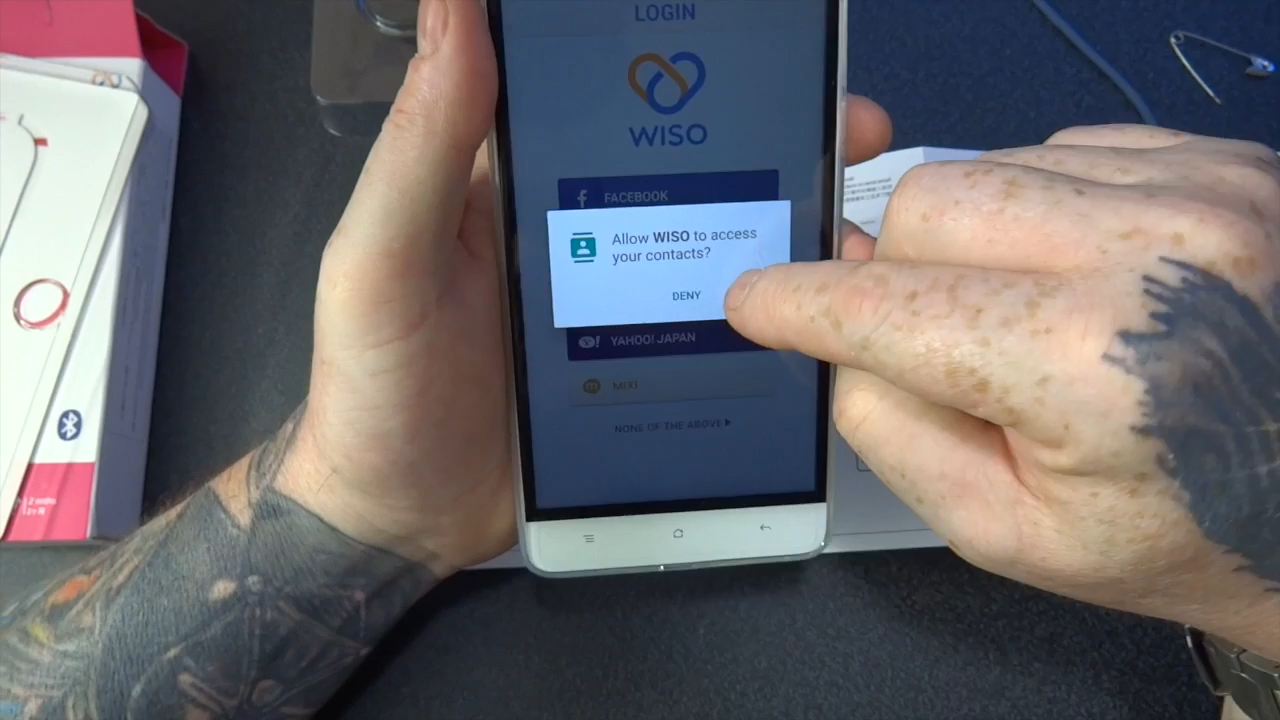 LOGIN
WISO
FACEBOOK
Allow WISO to access
your contacts?
DENY
YAHOO! JAPAN
MIXI
NONE OF THE ABOVE